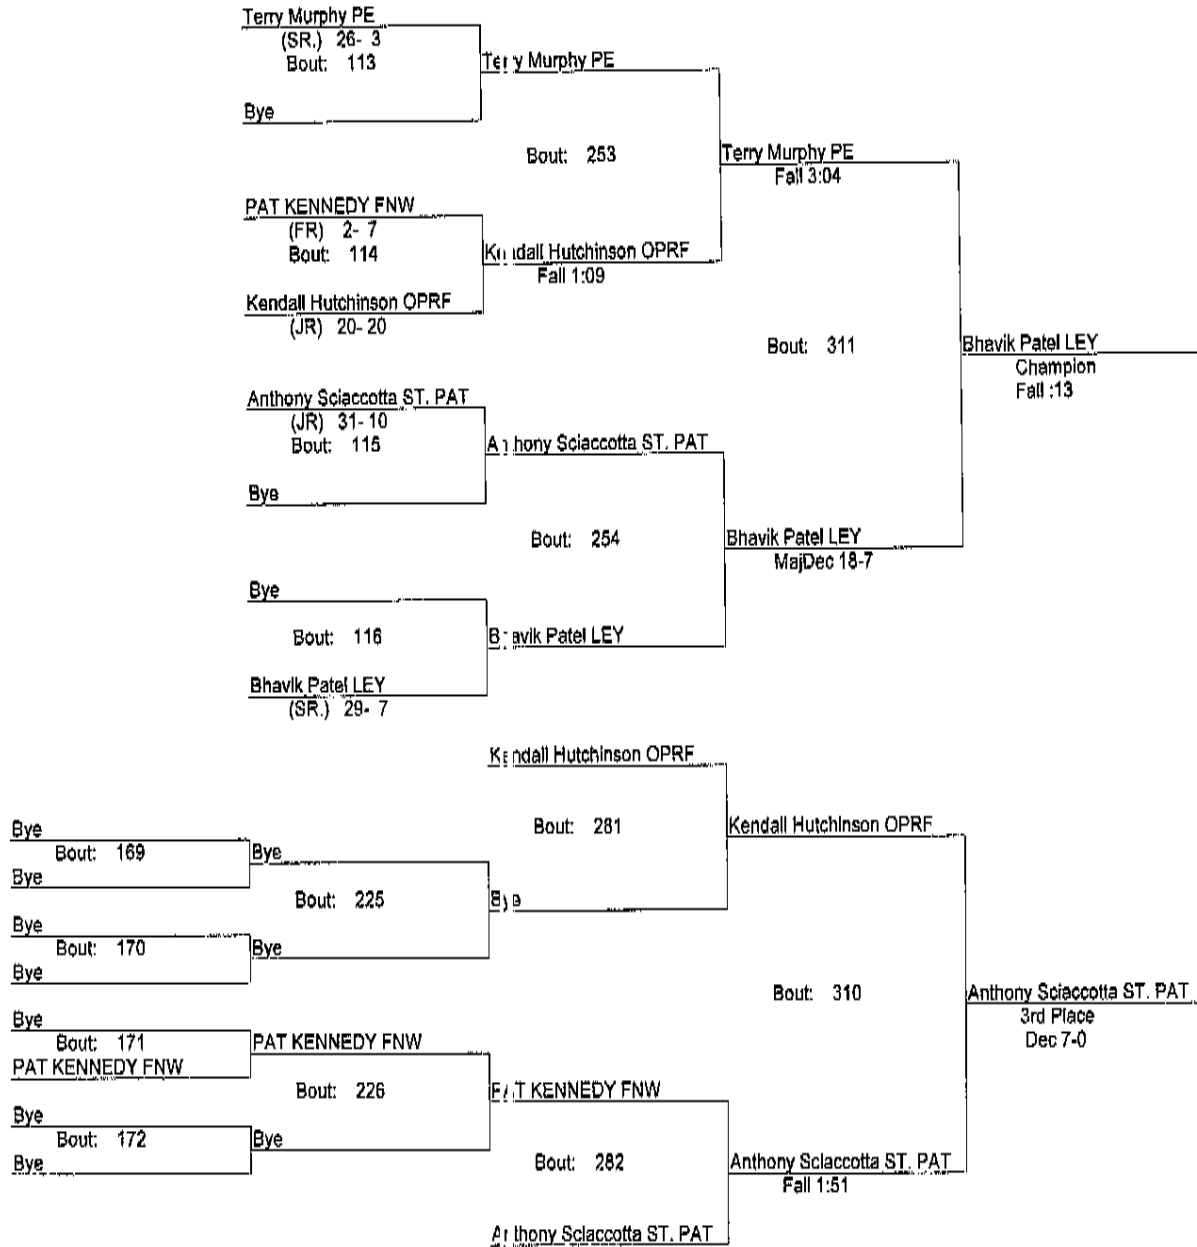 Terry Murphy PE
(SR.) 26- 3
Bout: 113
Terry Murphy PE
Bye
Bout: 253
Terry Murphy PE
Fall 3:04
PAT KENNEDY FNW
(FR) 2- 7
Bout: 114
Kendall Hutchinson OPRF
Fall 1:09
Kendall Hutchinson OPRF
(JR) 20- 20
Bout: 311
Bhavik Patel LEY
Champion
Fall :13
Anthony Sciaccotta ST. PAT
(JR) 31- 10
Bout: 115
Anthony Sciaccotta ST. PAT
Bye
Bout: 254
Bhavik Patel LEY
MajDec 18-7
Bye
Bout: 116
Bhavik Patel LEY
Bhavik Patel LEY
(SR.) 29- 7
Kendall Hutchinson OPRF
Bout: 281
Kendall Hutchinson OPRF
Bye
Bout: 169
Bye
Bye
Bout: 225
Bye
Bye
Bout: 170
Bye
Bye
Bout: 310
Anthony Sciaccotta ST. PAT
3rd Place
Dec 7-0
Bye
Bout: 171
PAT KENNEDY FNW
PAT KENNEDY FNW
Bout: 226
PAT KENNEDY FNW
Bye
Bout: 172
Bye
Bye
Bout: 282
Anthony Sciaccotta ST. PAT
Fall 1:51
Anthony Sciaccotta ST. PAT